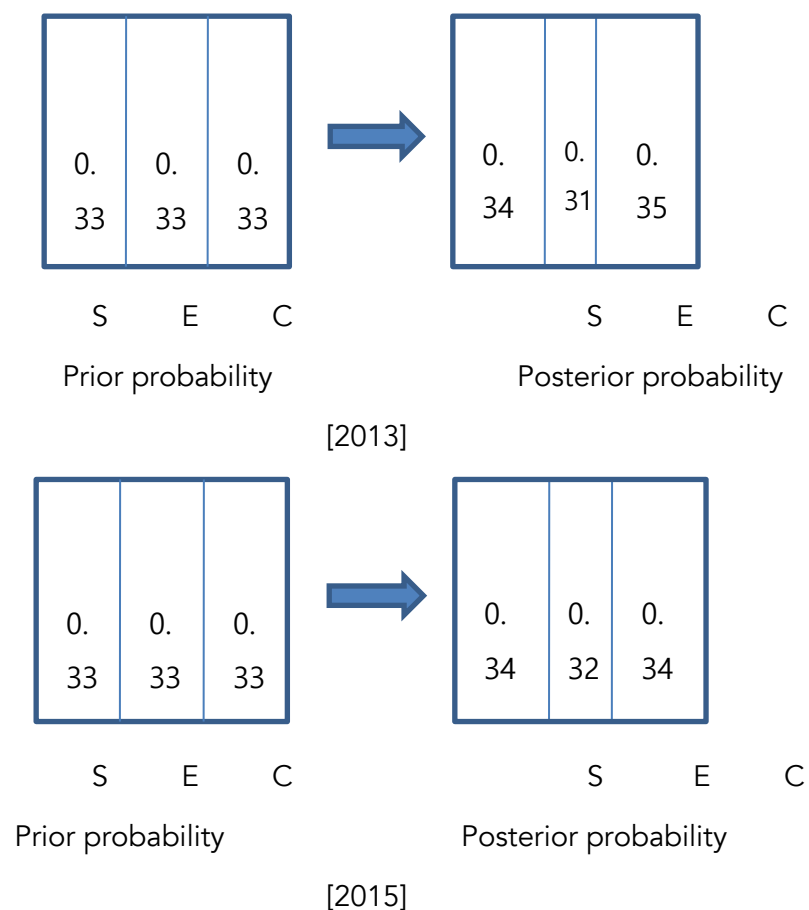 0. 0. 0.
33 33 33
0. 0. 0.
34 31 35
S E C
S E C
Prior probability
Posterior probability
[2013]
0. 0. 0.
33 33 33
0. 0. 0.
34 32 34
S E C
S E C
Prior probability
Posterior probability
[2015]